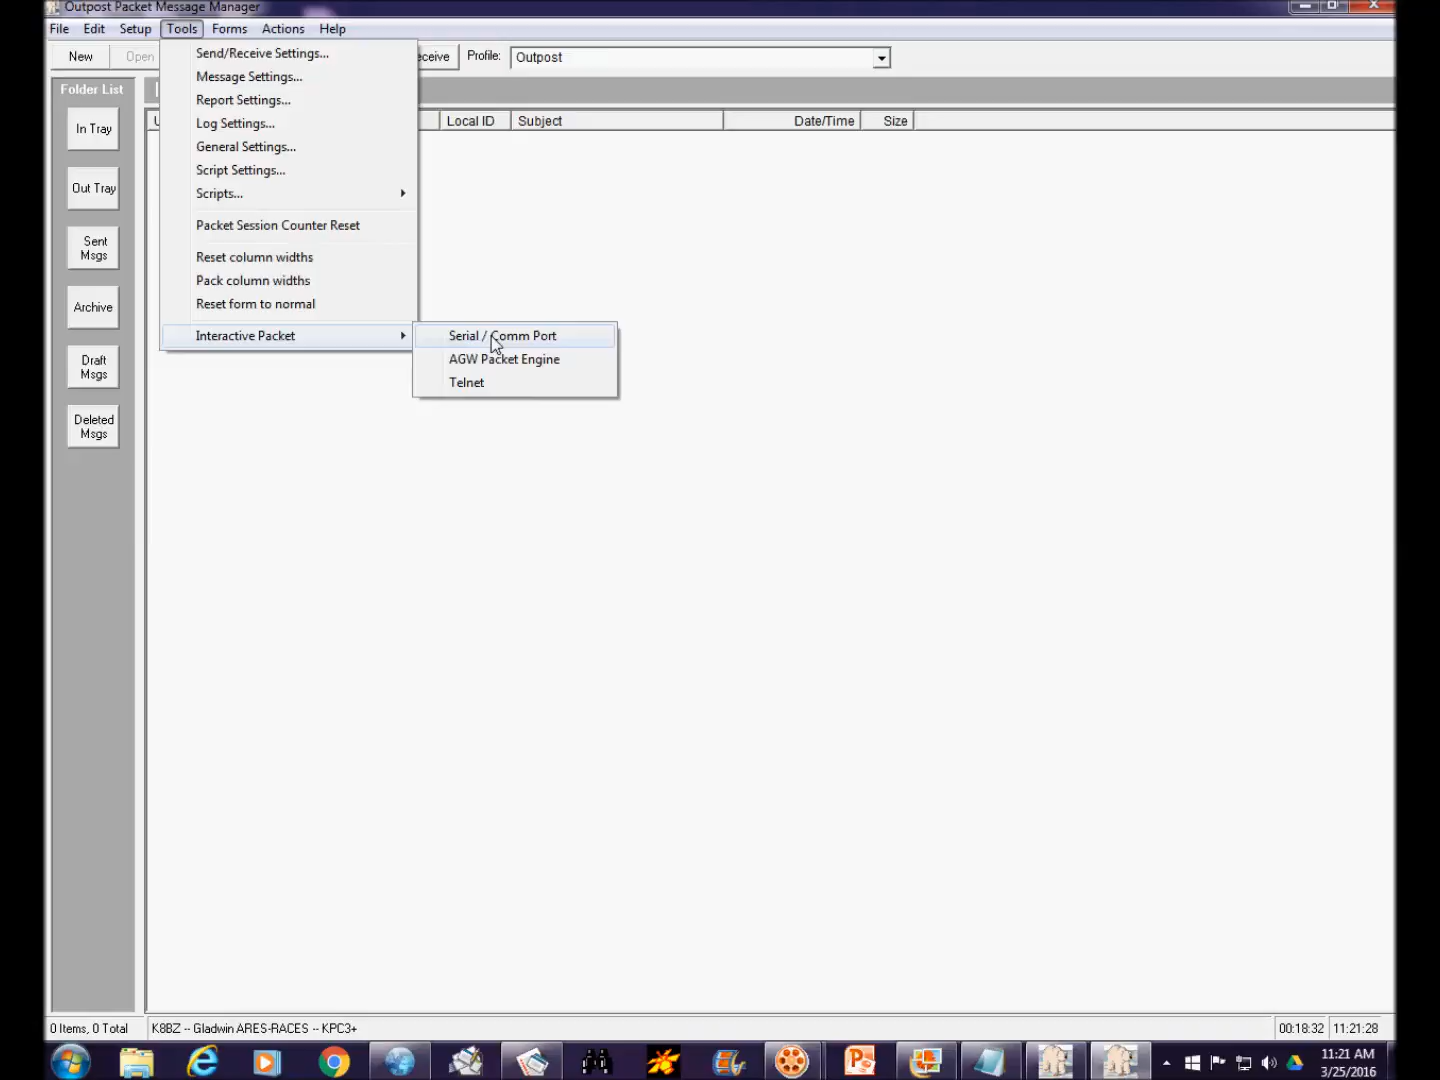 Outpost Packet Message Manager
File Edit Setup Tools Forms Actions Help
New Open eceive Profile: Outpost
Folder List
In Tray
Out Tray
Sent
Msgs
Archive
Draft
Msgs
Deleted
Msgs
Send/Receive Settings...
Message Settings...
Report Settings...
Log Settings...
General Settings...
Script Settings...
Scripts...
Packet Session Counter Reset
Reset column widths
Pack column widths
Reset form to normal
Interactive Packet
Serial / Comm Port
AGW Packet Engine
Telnet
Local ID Subject Date/Time Size
0 Items, 0 Total K8BZ -- Gladwin ARES-RACES -- KPC3+ 00:18:32 11:21:28
11:21 AM
3/25/2016